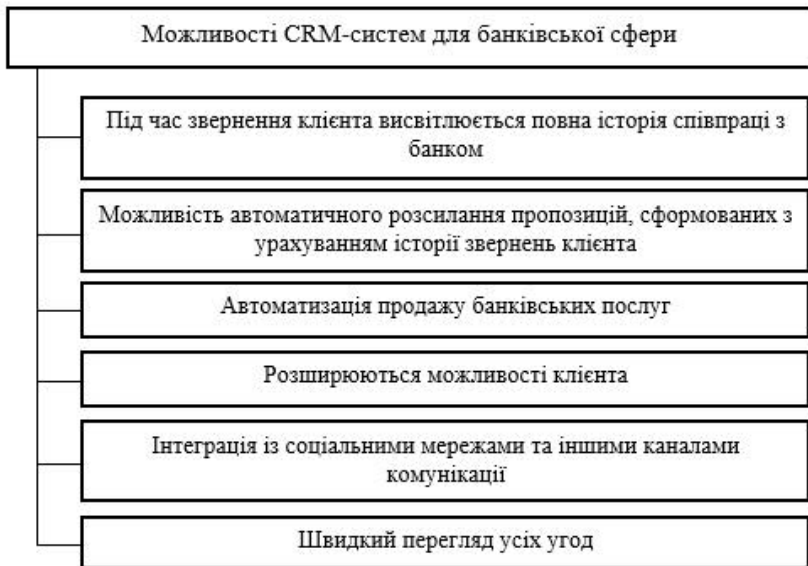 Можливості CRM-систем для банківської сфери
Під час звернення клієнта висвітлюється повна історія співпраці з
банком
Можливість автоматичного розсилання пропозицій, сформованих з
урахуванням історії звернень клієнта
Автоматизація продажу банківських послуг
Розширюються можливості клієнта
Інтеграція із соціальними мережами та іншими каналами
комунікації
Швидкий перегляд усіх угод